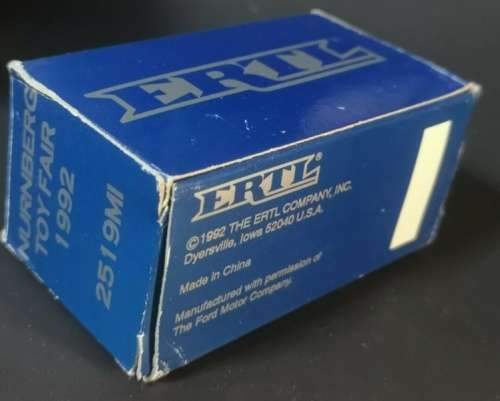 ERTL
NURNBERG
TOY FAIR
1992
2519MI
ERTL®
©1992 THE ERTL COMPANY, INC.
Dyersville, Iowa 52040 U.S.A.
Made in China
Manufactured with permission of
The Ford Motor Company.